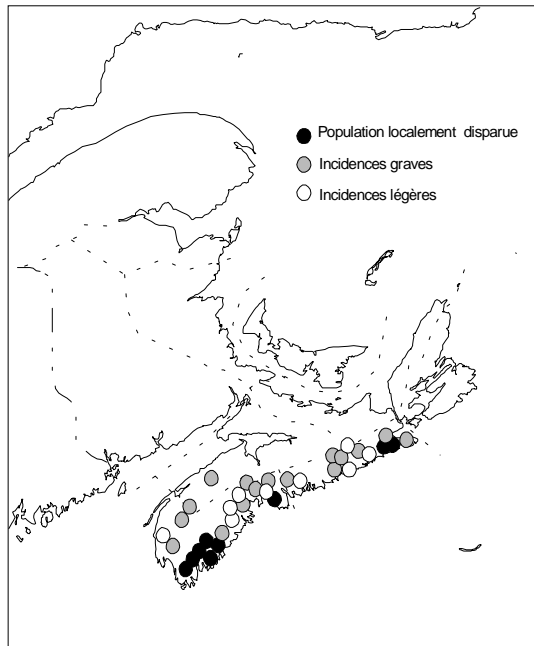 Population localement disparue
Incidences graves
Incidences légères